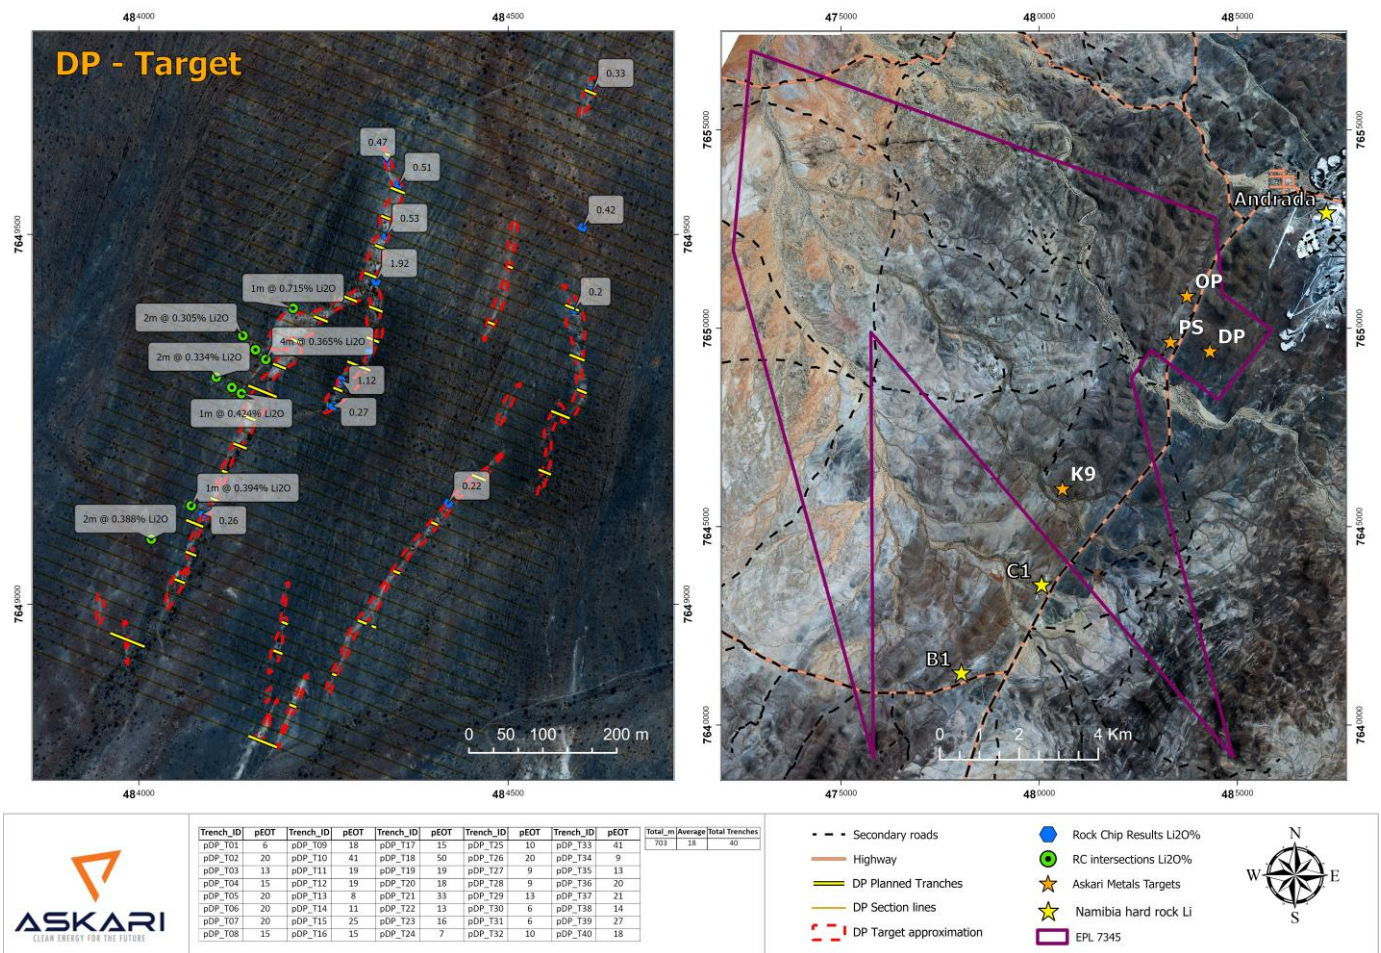 484000 484500
475000 480000 485000
DP - Target
0.33
0.47
0.51
0.42
0.53
1.92
1m @ 0.715% Li2O
0.2
2m @ 0.305% Li2O
4m @ 0.365% Li2O
2m @ 0.334% Li2O
1.12
1m @ 0.424% Li2O
0.27
0.22
1m @ 0.394% Li2O
2m @ 0.388% Li2O
0.26
7649500
7649000
0 50 100 200 m
484000 484500
7655000
7650000
7645000
7640000
Andrada
OP
PS
DP
K9
C1
B1
0 2 4 Km
475000 480000 485000
ASKARI
CLEAN ENERGY FOR THE FUTURE
Trench_ID pEOT Trench_ID pEOT Trench_ID pEOT Trench_ID pEOT Trench_ID pEOT
pDP_T01 6 pDP_T09 18 pDP_T17 15 pDP_T25 10 pDP_T33 41
pDP_T02 20 pDP_T10 41 pDP_T18 50 pDP_T26 20 pDP_T34 9
pDP_T03 13 pDP_T11 19 pDP_T19 19 pDP_T27 9 pDP_T35 13
pDP_T04 15 pDP_T12 19 pDP_T20 18 pDP_T28 9 pDP_T36 20
pDP_T05 20 pDP_T13 8 pDP_T21 33 pDP_T29 13 pDP_T37 21
pDP_T06 20 pDP_T14 11 pDP_T22 13 pDP_T30 6 pDP_T38 14
pDP_T07 20 pDP_T15 25 pDP_T23 16 pDP_T31 6 pDP_T39 27
pDP_T08 15 pDP_T16 15 pDP_T24 7 pDP_T32 10 pDP_T40 18
Total_m Average Total Trenches
703 18 40
Secondary roads
Highway
DP Planned Tranches
DP Section lines
DP Target approximation
Rock Chip Results Li2O%
RC intersections Li2O%
Askari Metals Targets
Namibia hard rock Li
EPL 7345
N
W E
S